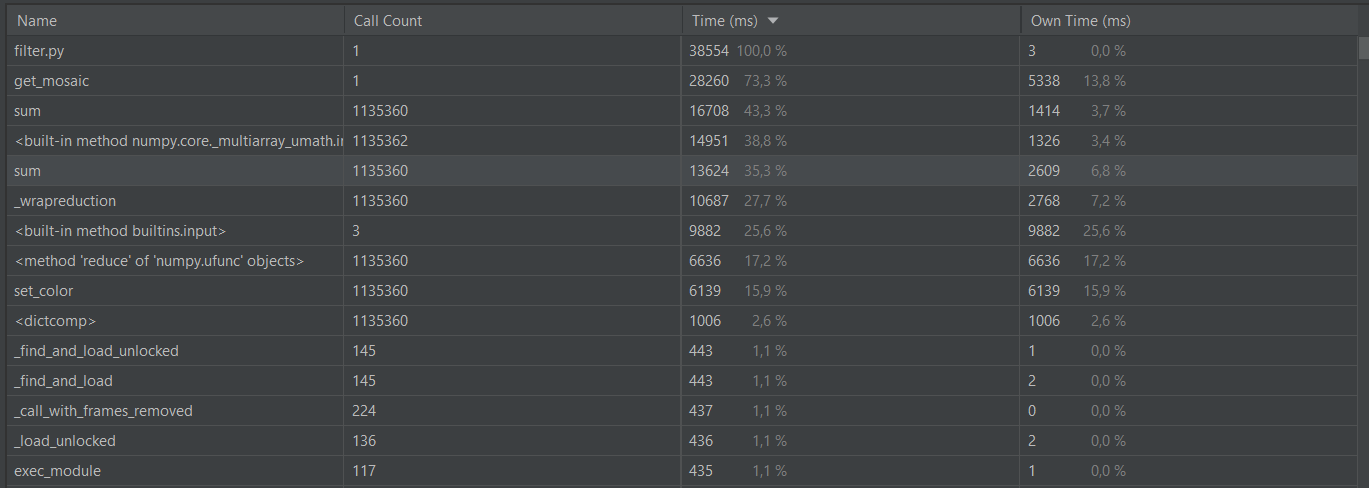 Name Call Count Time (ms) Own Time (ms)
filter.py 1 38554 100,0 % 3 0,0 %
get_mosaic 1 28260 73,3 % 5338 13,8 %
sum 1135360 16708 43,3 % 1414 3,7 %
<built-in method numpy.core._multiarray_umath.in 1135362 14951 38,8 % 1326 3,4 %
sum 1135360 13624 35,3 % 2609 6,8 %
_wrapreduction 1135360 10687 27,7 % 2768 7,2 %
<built-in method builtins.input> 3 9882 25,6 % 9882 25,6 %
<method 'reduce' of 'numpy.ufunc' objects> 1135360 6636 17,2 % 6636 17,2 %
set_color 1135360 6139 15,9 % 6139 15,9 %
<dictcomp> 1135360 1006 2,6 % 1006 2,6 %
_find_and_load_unlocked 145 443 1,1 % 1 0,0 %
_find_and_load 145 443 1,1 % 2 0,0 %
_call_with_frames_removed 224 437 1,1 % 0 0,0 %
_load_unlocked 136 436 1,1 % 2 0,0 %
exec_module 117 435 1,1 % 1 0,0 %